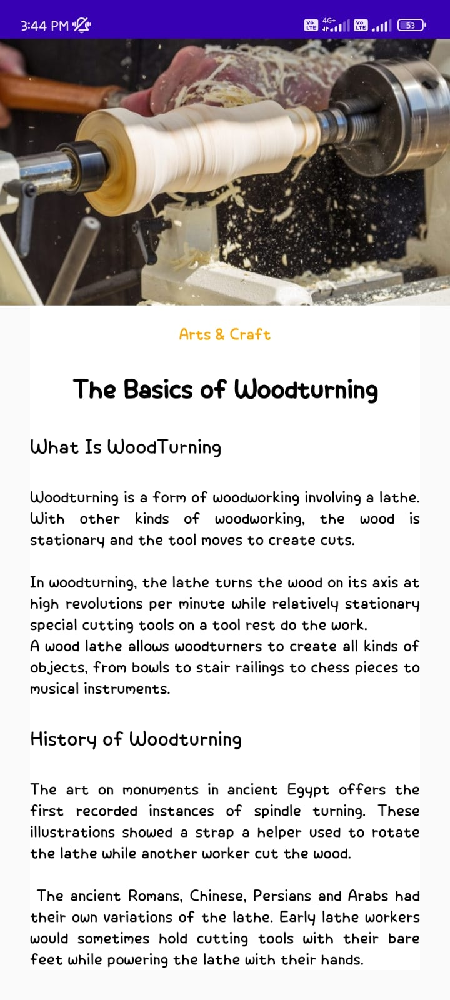 3:44 PM
Vo LTE 4G+ Vo LTE 53
Arts & Craft
The Basics of Woodturning
What Is WoodTurning
Woodturning is a form of woodworking involving a lathe.
With other kinds of woodworking, the wood is
stationary and the tool moves to create cuts.
In woodturning, the lathe turns the wood on its axis at
high revolutions per minute while relatively stationary
special cutting tools on a tool rest do the work.
A wood lathe allows woodturners to create all kinds of
objects, from bowls to stair railings to chess pieces to
musical instruments.
History of Woodturning
The art on monuments in ancient Egypt offers the
first recorded instances of spindle turning. These
illustrations showed a strap a helper used to rotate
the lathe while another worker cut the wood.
The ancient Romans, Chinese, Persians and Arabs had
their own variations of the lathe. Early lathe workers
would sometimes hold cutting tools with their bare
feet while powering the lathe with their hands.